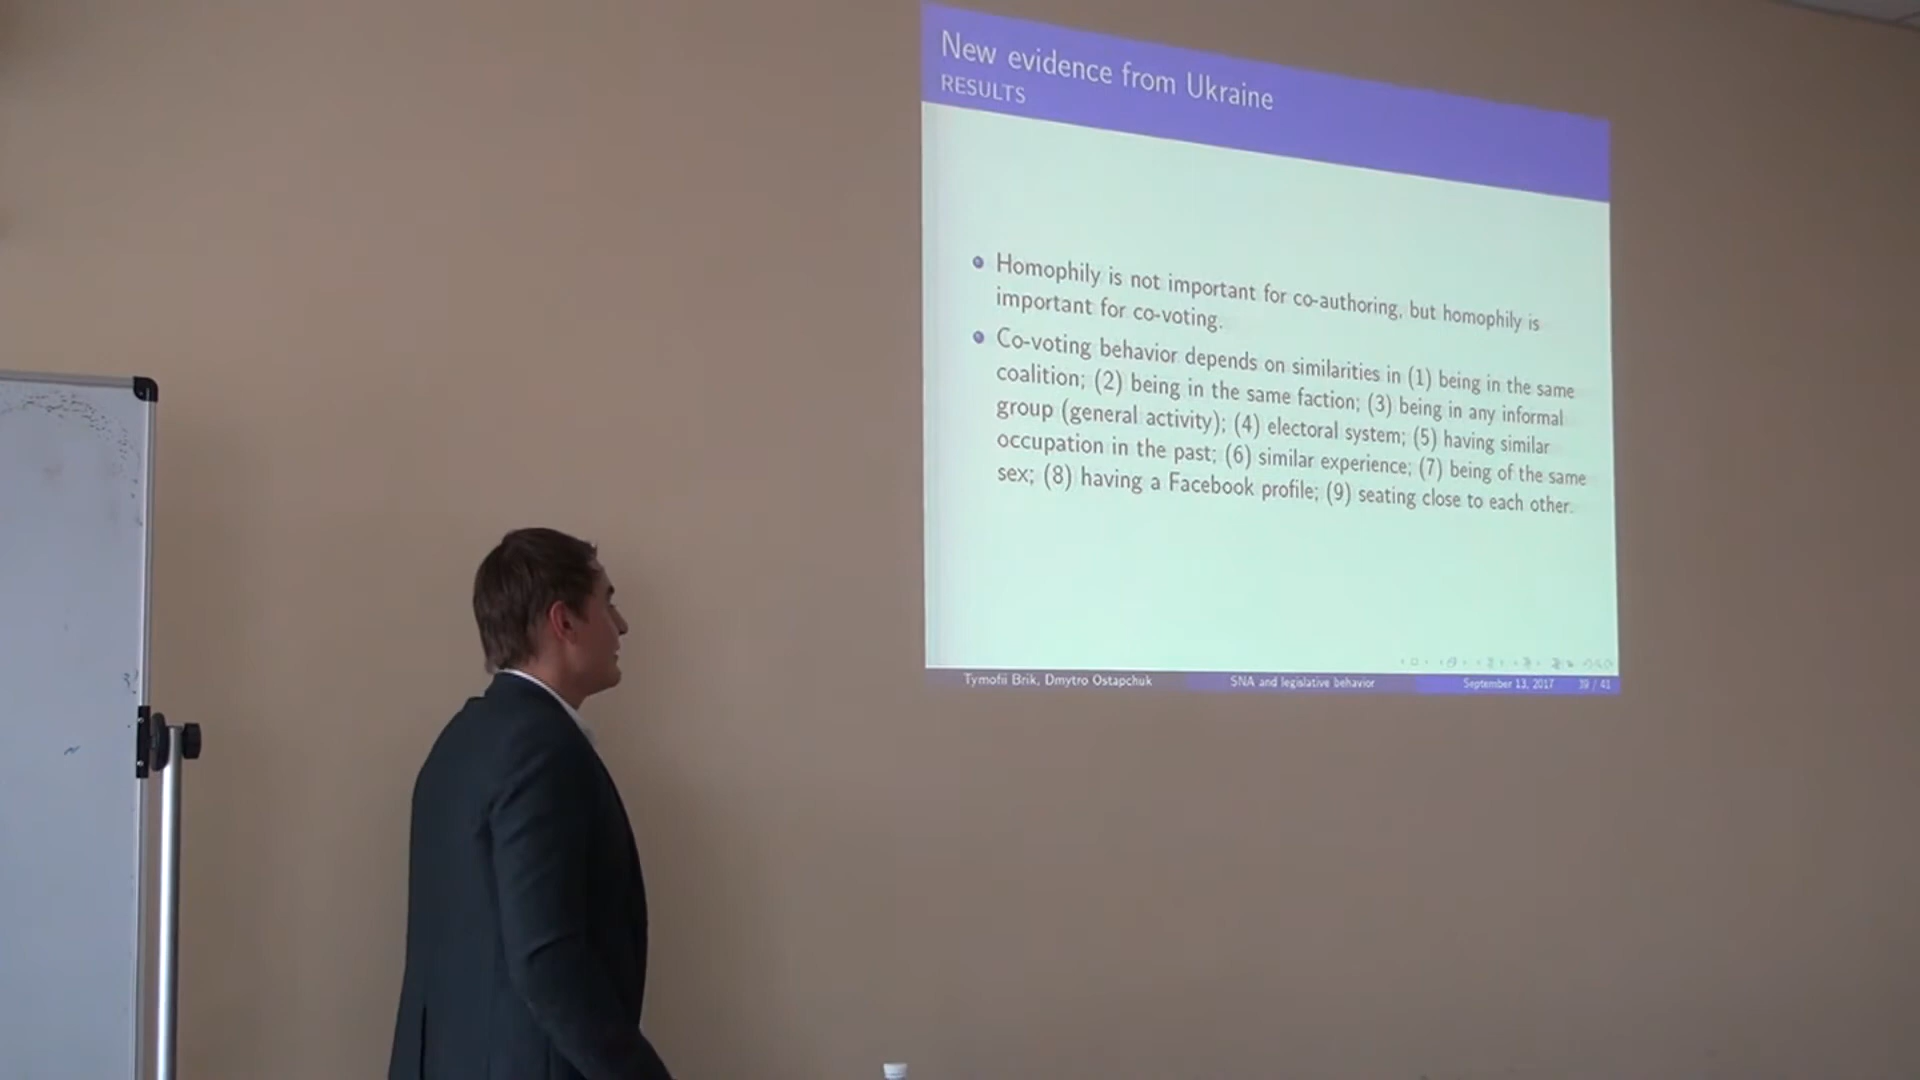 New evidence from Ukraine
RESULTS
Homophily is not important for co-authoring, but homophily is
important for co-voting.
Co-voting behavior depends on similarities in (1) being in the same
coalition; (2) being in the same faction; (3) being in any informal
group (general activity); (4) electoral system; (5) having similar
occupation in the past; (6) similar experience; (7) being of the same
sex; (8) having a Facebook profile; (9) seating close to each other.
Tymofii Brik, Dmytro Ostapchuk SNA and legislative behavior September 13, 2017 39 / 41